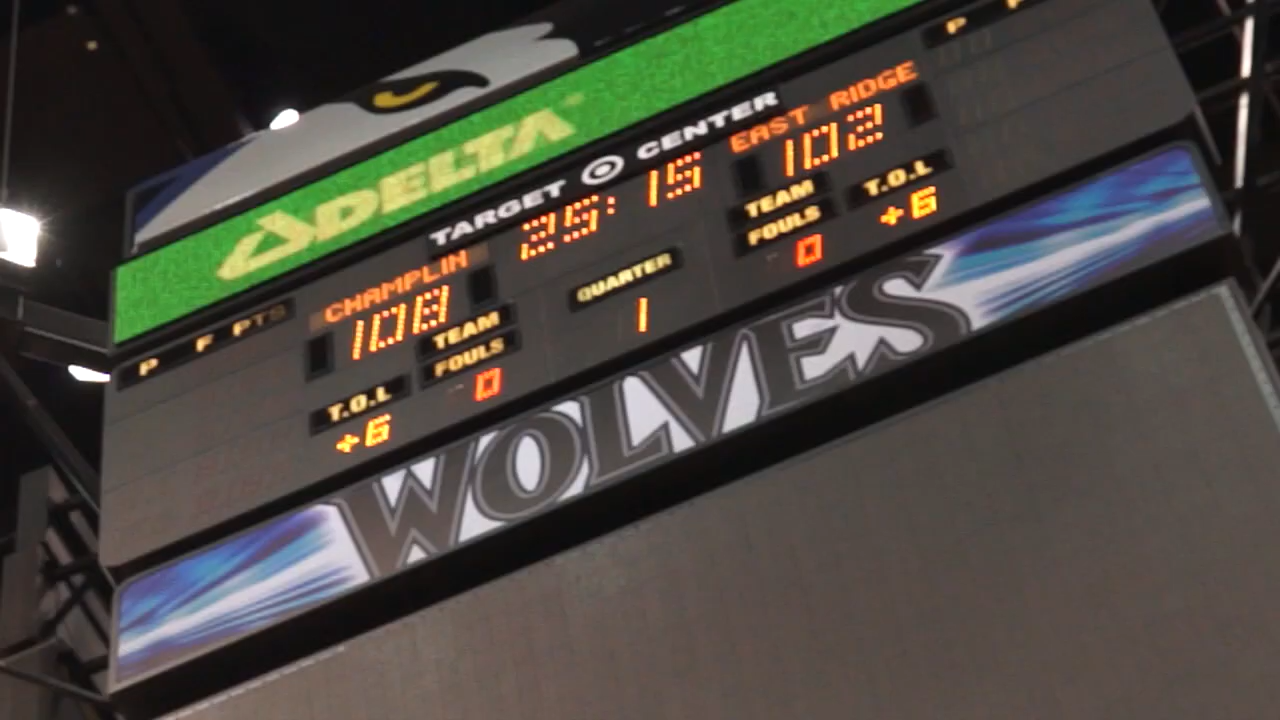 DELTA
TARGET CENTER
CHAMPLIN
108
25:15
EAST RIDGE
102
P F PTS
T.O.L
+6
TEAM
FOULS
0
QUARTER
1
TEAM
FOULS
0
T.O.L
+6
P F
WOLVES